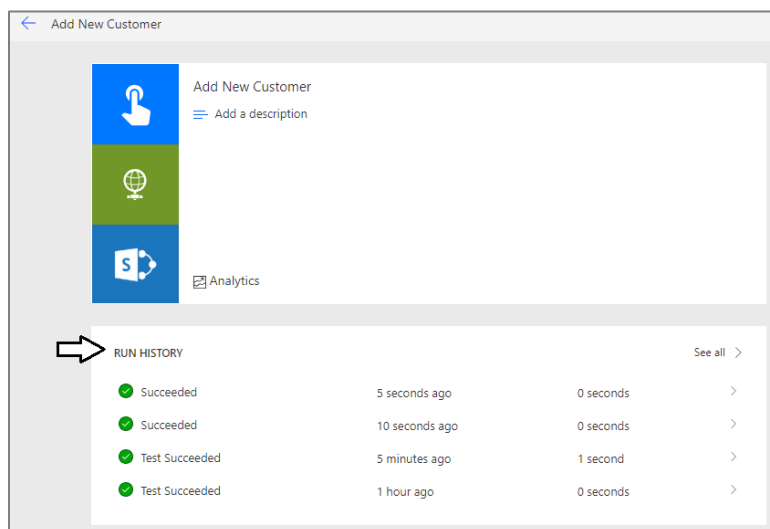 Add New Customer
Add New Customer
Add a description
S
Analytics
RUN HISTORY See all
Succeeded 5 seconds ago 0 seconds
Succeeded 10 seconds ago 0 seconds
Test Succeeded 5 minutes ago 1 second
Test Succeeded 1 hour ago 0 seconds